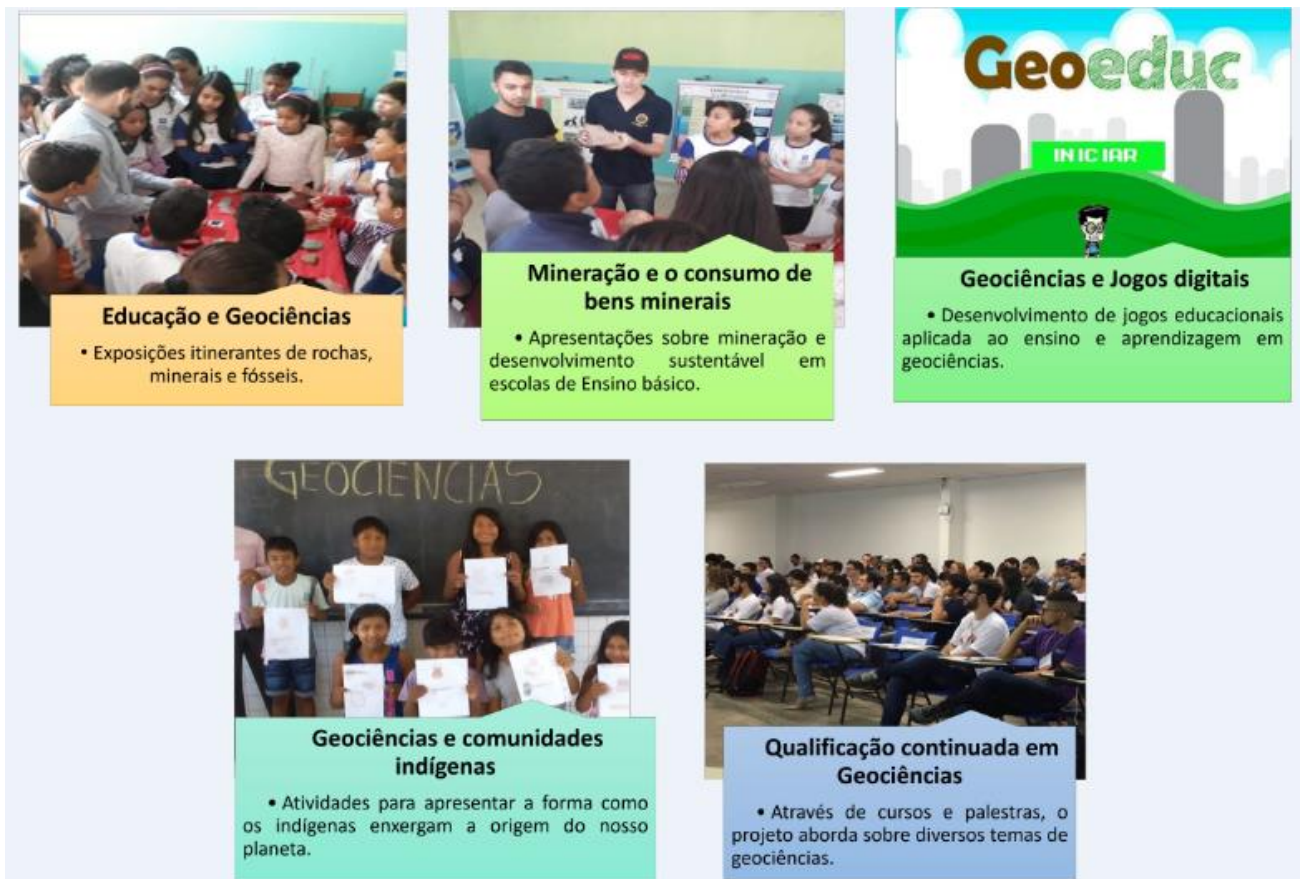 Geoeduc
INICIAR
Educação e Geociências
• Exposições itinerantes de rochas,
minerais e fósseis.
Mineração e o consumo de
bens minerais
• Apresentações sobre mineração e
desenvolvimento sustentável em
escolas de Ensino básico.
Geociências e Jogos digitais
• Desenvolvimento de jogos educacionais
aplicada ao ensino e aprendizagem em
geociências.
GEOCIENCIAS
Geociências e comunidades
indígenas
• Atividades para apresentar a forma como
os indígenas enxergam a origem do nosso
planeta.
Qualificação continuada em
Geociências
• Através de cursos e palestras, o
projeto aborda sobre diversos temas de
geociências.